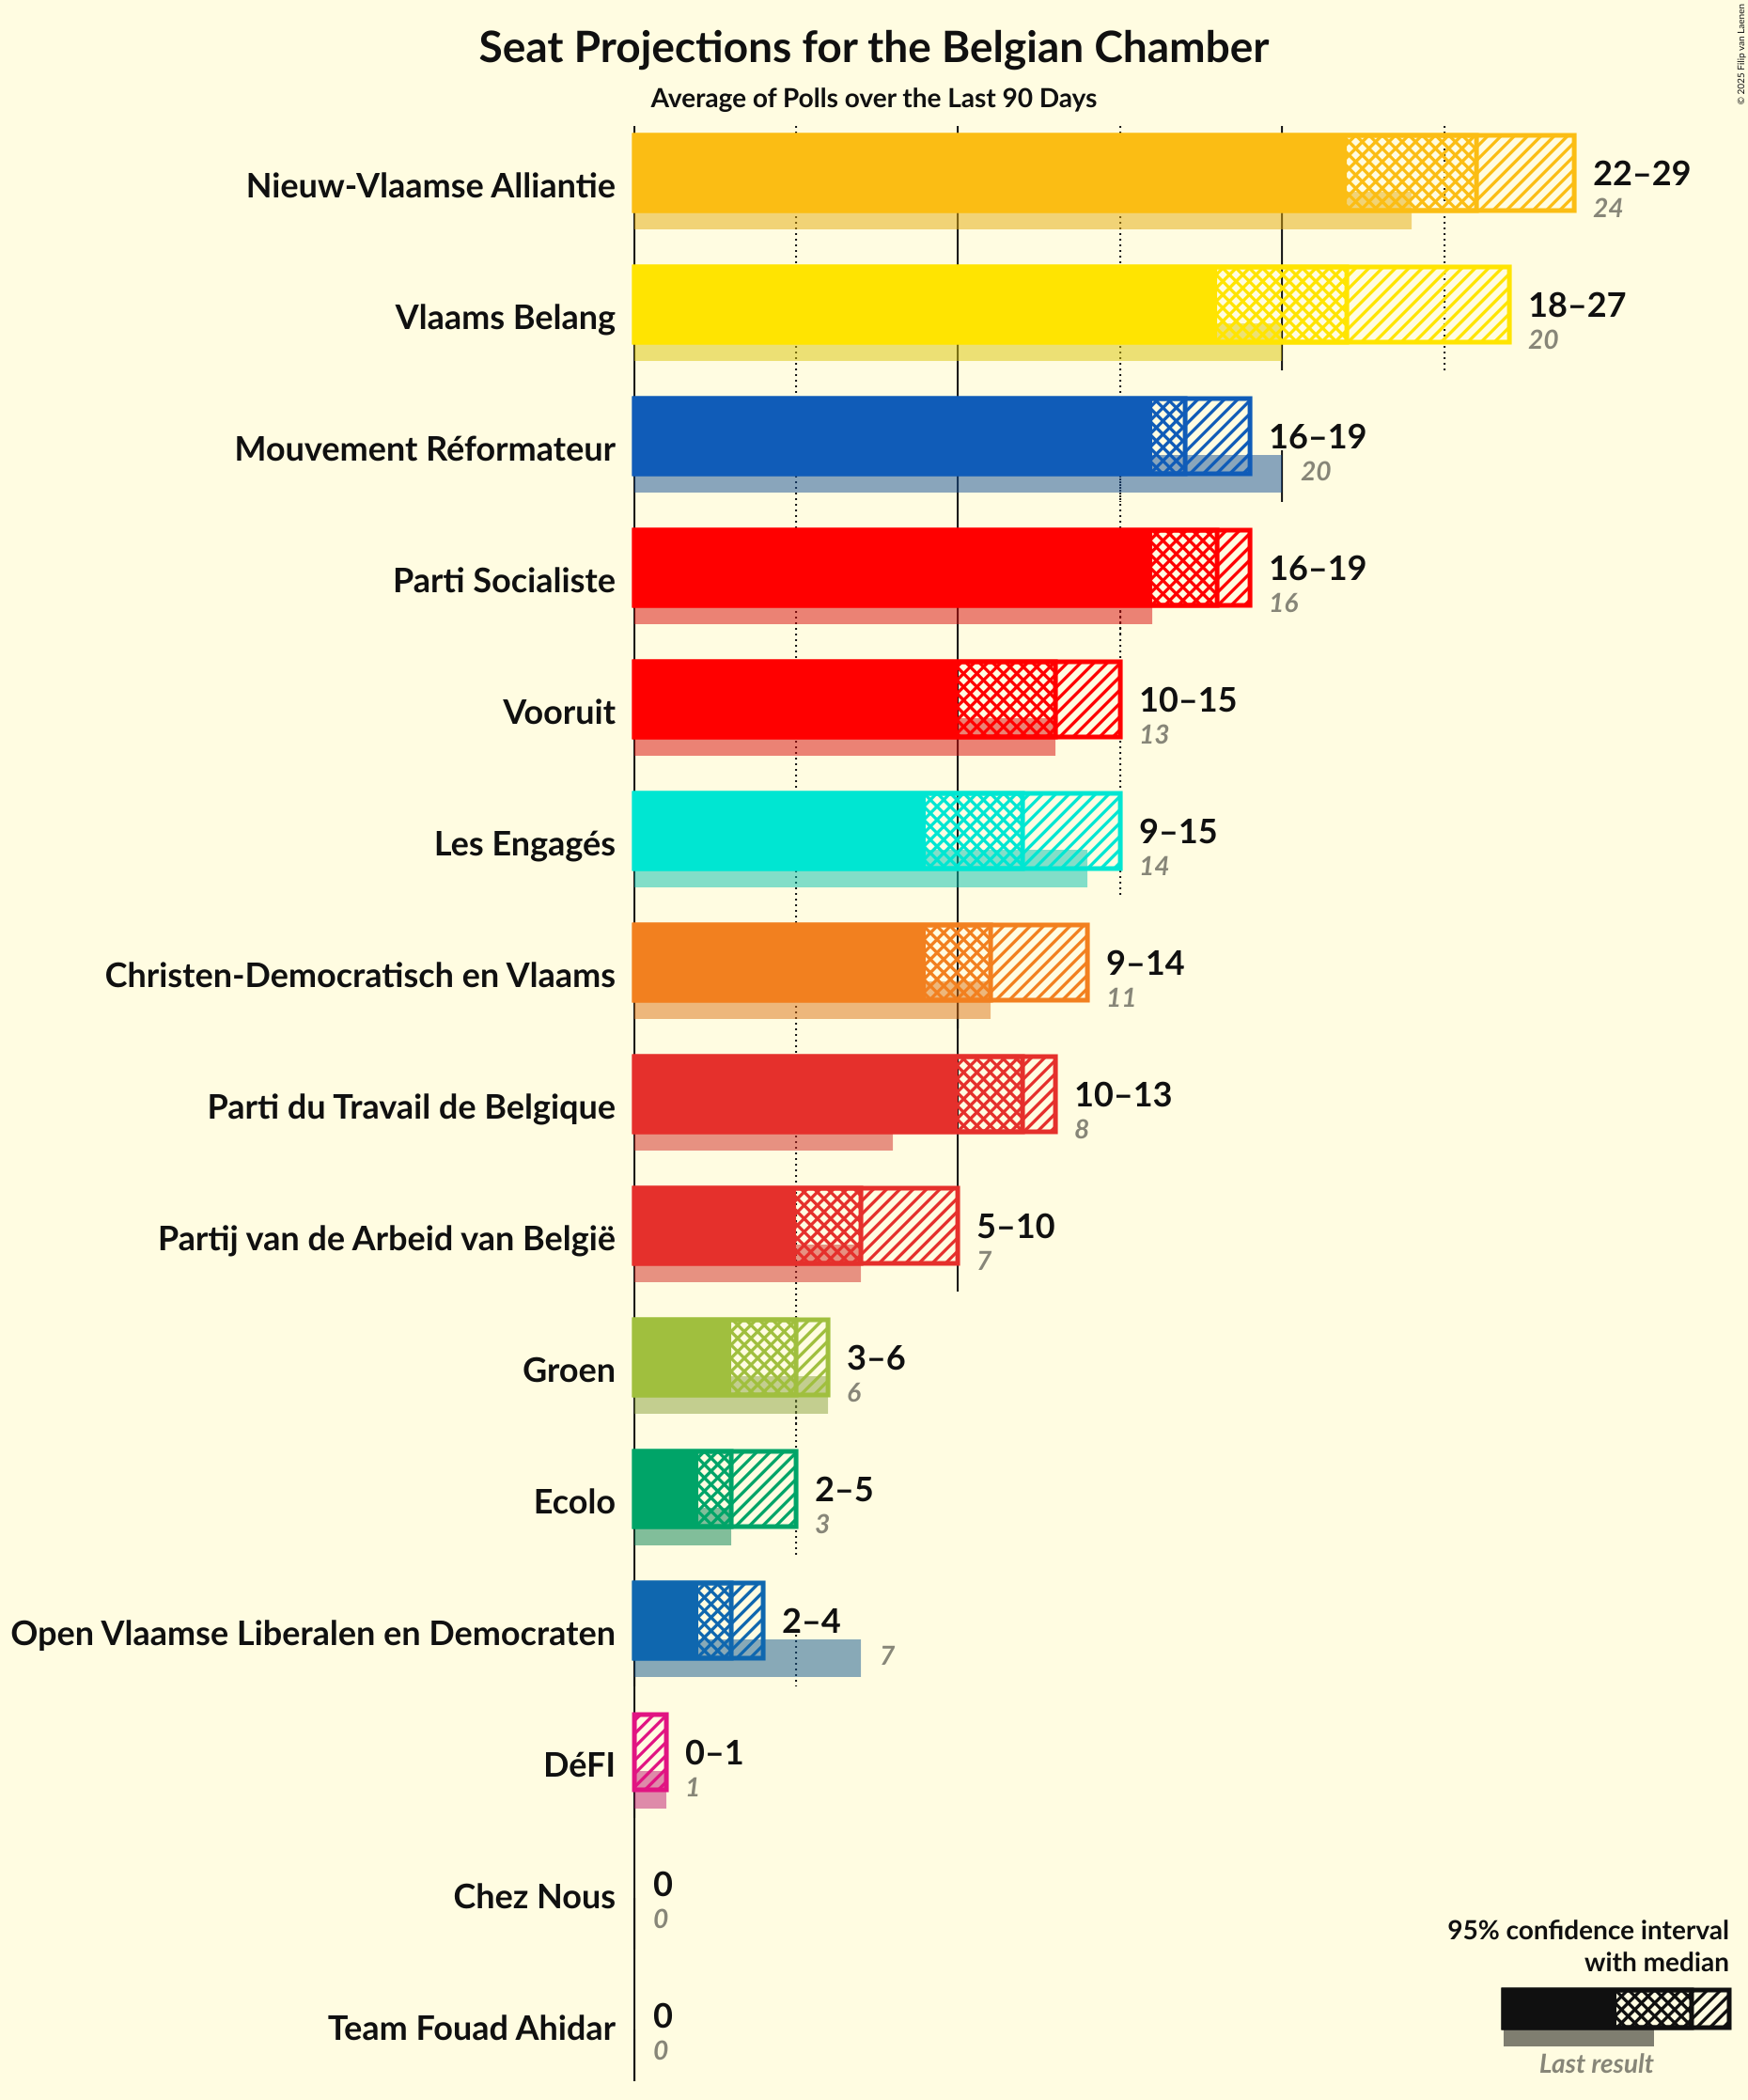 © 2025 Filip van Laenen
Seat Projections for the Belgian Chamber
Average of Polls over the Last 90 Days
Nieuw-Vlaamse Alliantie
22–29
24
Vlaams Belang
18–27
20
Mouvement Réformateur
16–19
20
Parti Socialiste
16–19
16
Vooruit
10–15
13
Les Engagés
9–15
14
Christen-Democratisch en Vlaams
9–14
11
Parti du Travail de Belgique
10–13
8
Partij van de Arbeid van België
5–10
7
Groen
3–6
6
Ecolo
2–5
3
Open Vlaamse Liberalen en Democraten
2–4
7
DéFI
0–1
1
Chez Nous
0
0
Team Fouad Ahidar
0
0
95% confidence interval
with median
Last result